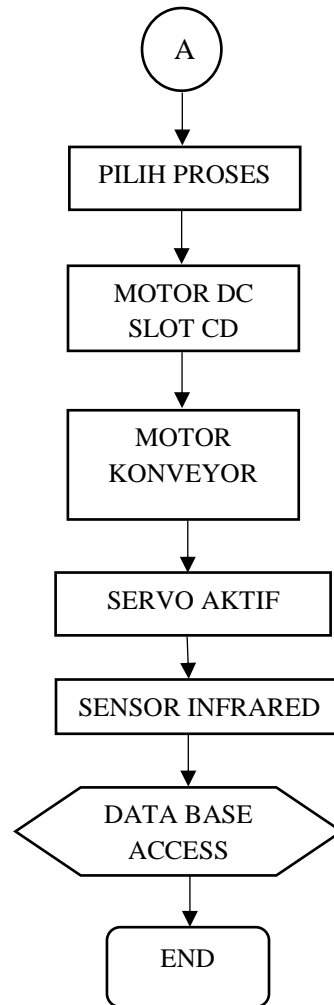 A
PILIH PROSES
MOTOR DC
SLOT CD
MOTOR
KONVEYOR
SERVO AKTIF
SENSOR INFRARED
DATA BASE
ACCESS
END